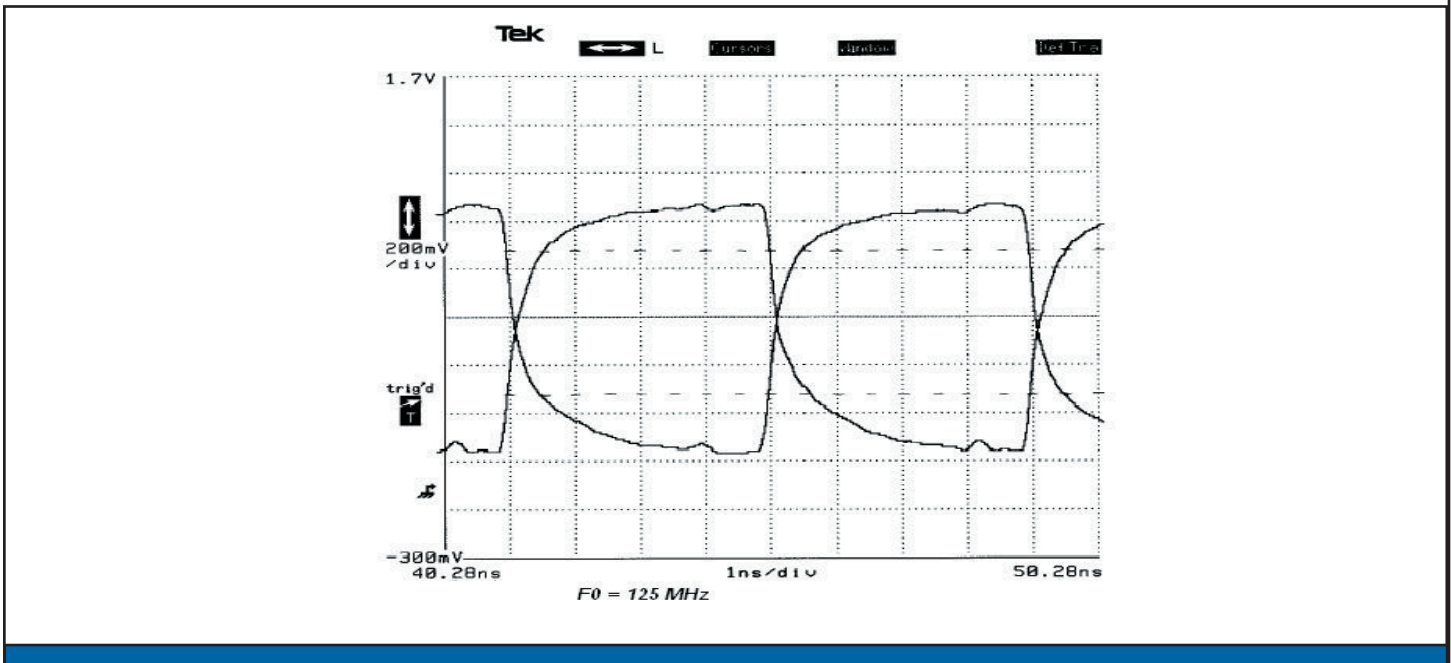 Tek
L Cursors Window Def Tra
1.7V
200mV
/div
trig'd
T
-300mV
40.28ns 1ns/div 50.28ns
F0 = 125 MHz